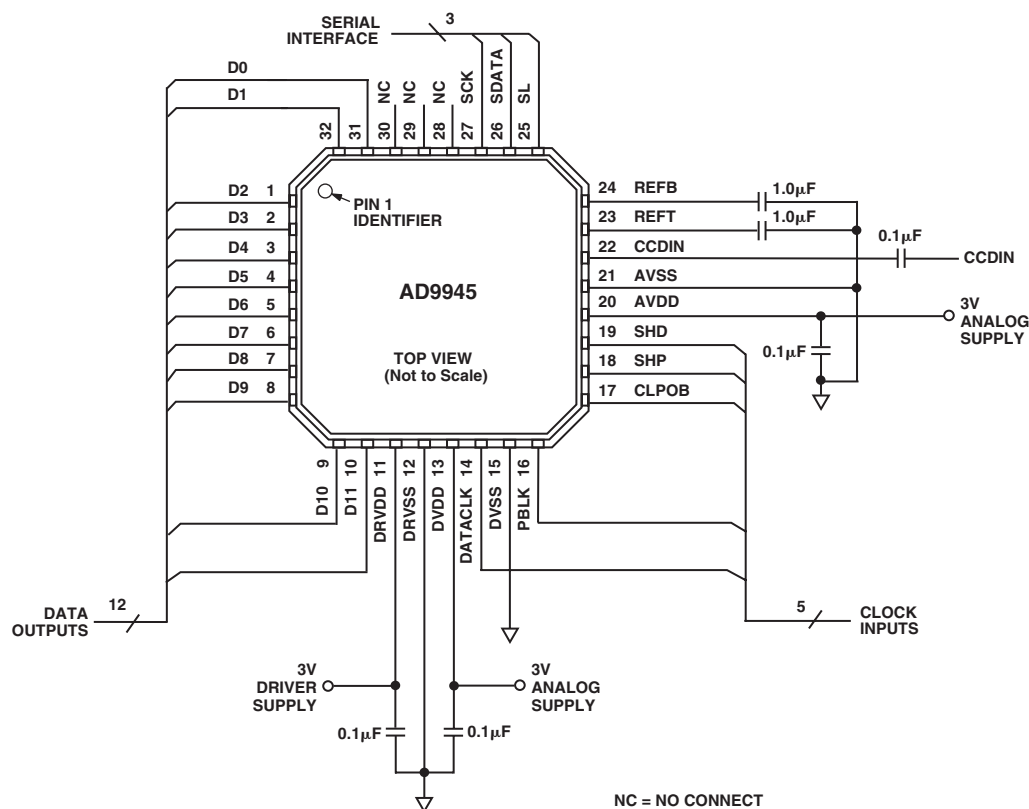 SERIAL
INTERFACE
3
D0
D1
NC
NC
NC
SCK
SDATA
SL
32
31
30
29
28
27
26
25
D2 1
D3 2
D4 3
D5 4
D6 5
D7 6
D8 7
D9 8
PIN 1
IDENTIFIER
AD9945
TOP VIEW
(Not to Scale)
24 REFB
1.0μF
23 REFT
1.0μF
22 CCDIN
0.1μF
CCDIN
21 AVSS
20 AVDD
3V
ANALOG
SUPPLY
19 SHD
0.1μF
18 SHP
17 CLPOB
D10 9
D11 10
DRVDD 11
DRVSS 12
DVDD 13
DATACLK 14
DVSS 15
PBLK 16
DATA
OUTPUTS
12
5
CLOCK
INPUTS
3V
DRIVER
SUPPLY
3V
ANALOG
SUPPLY
0.1μF
0.1μF
NC = NO CONNECT